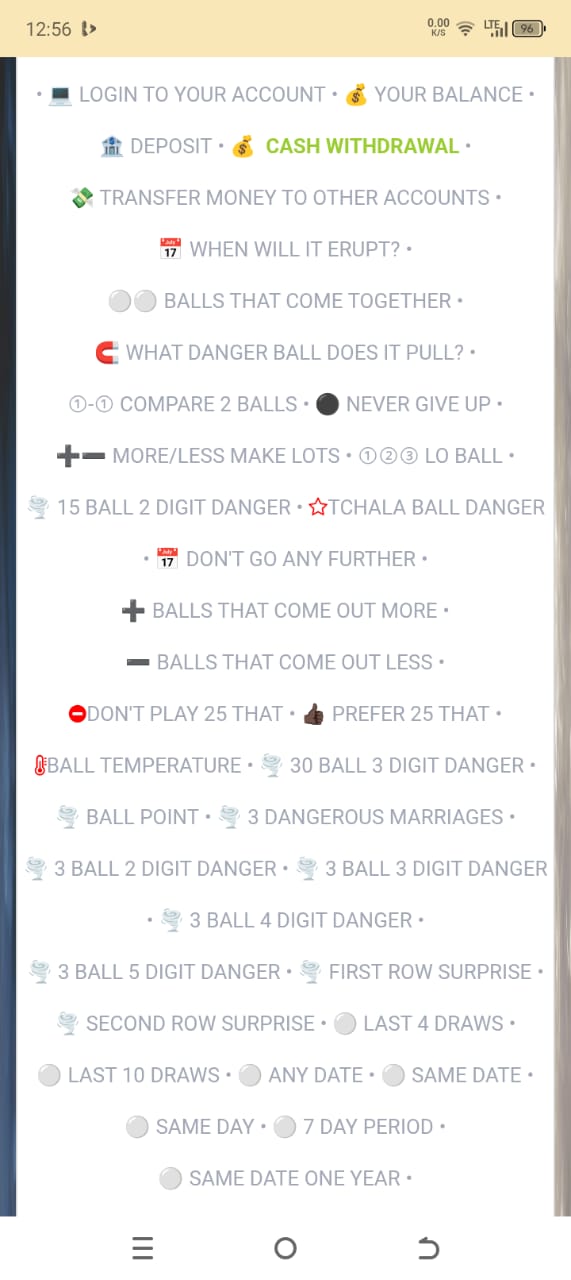 12:56 0.00 K/S LTE 96
• 💻 LOGIN TO YOUR ACCOUNT • 💰 YOUR BALANCE •
🏦 DEPOSIT • 💰 CASH WITHDRAWAL •
💸 TRANSFER MONEY TO OTHER ACCOUNTS •
📅 WHEN WILL IT ERUPT? •
⚪⚪ BALLS THAT COME TOGETHER •
🧲 WHAT DANGER BALL DOES IT PULL? •
①-① COMPARE 2 BALLS • ⚫ NEVER GIVE UP •
➕➖ MORE/LESS MAKE LOTS • ①②③ LO BALL •
🌪️ 15 BALL 2 DIGIT DANGER • ☆TCHALA BALL DANGER
• 📅 DON'T GO ANY FURTHER •
➕ BALLS THAT COME OUT MORE •
➖ BALLS THAT COME OUT LESS •
⛔DON'T PLAY 25 THAT • 👍🏿 PREFER 25 THAT •
🌡BALL TEMPERATURE • 🌪️ 30 BALL 3 DIGIT DANGER •
🌪️ BALL POINT • 🌪️ 3 DANGEROUS MARRIAGES •
🌪️ 3 BALL 2 DIGIT DANGER • 🌪️ 3 BALL 3 DIGIT DANGER
• 🌪️ 3 BALL 4 DIGIT DANGER •
🌪️ 3 BALL 5 DIGIT DANGER • 🌪️ FIRST ROW SURPRISE •
🌪️ SECOND ROW SURPRISE • ⚪ LAST 4 DRAWS •
⚪ LAST 10 DRAWS • ⚪ ANY DATE • ⚪ SAME DATE •
⚪ SAME DAY • ⚪ 7 DAY PERIOD •
⚪ SAME DATE ONE YEAR •